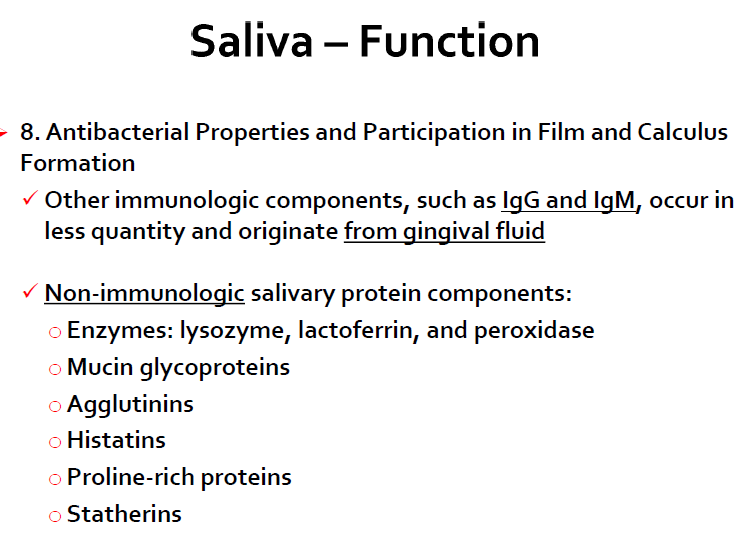 Saliva – Function
8. Antibacterial Properties and Participation in Film and Calculus
Formation
Other immunologic components, such as IgG and IgM, occur in
less quantity and originate from gingival fluid
Non-immunologic salivary protein components:
Enzymes: lysozyme, lactoferrin, and peroxidase
Mucin glycoproteins
Agglutinins
Histatins
Proline-rich proteins
Statherins